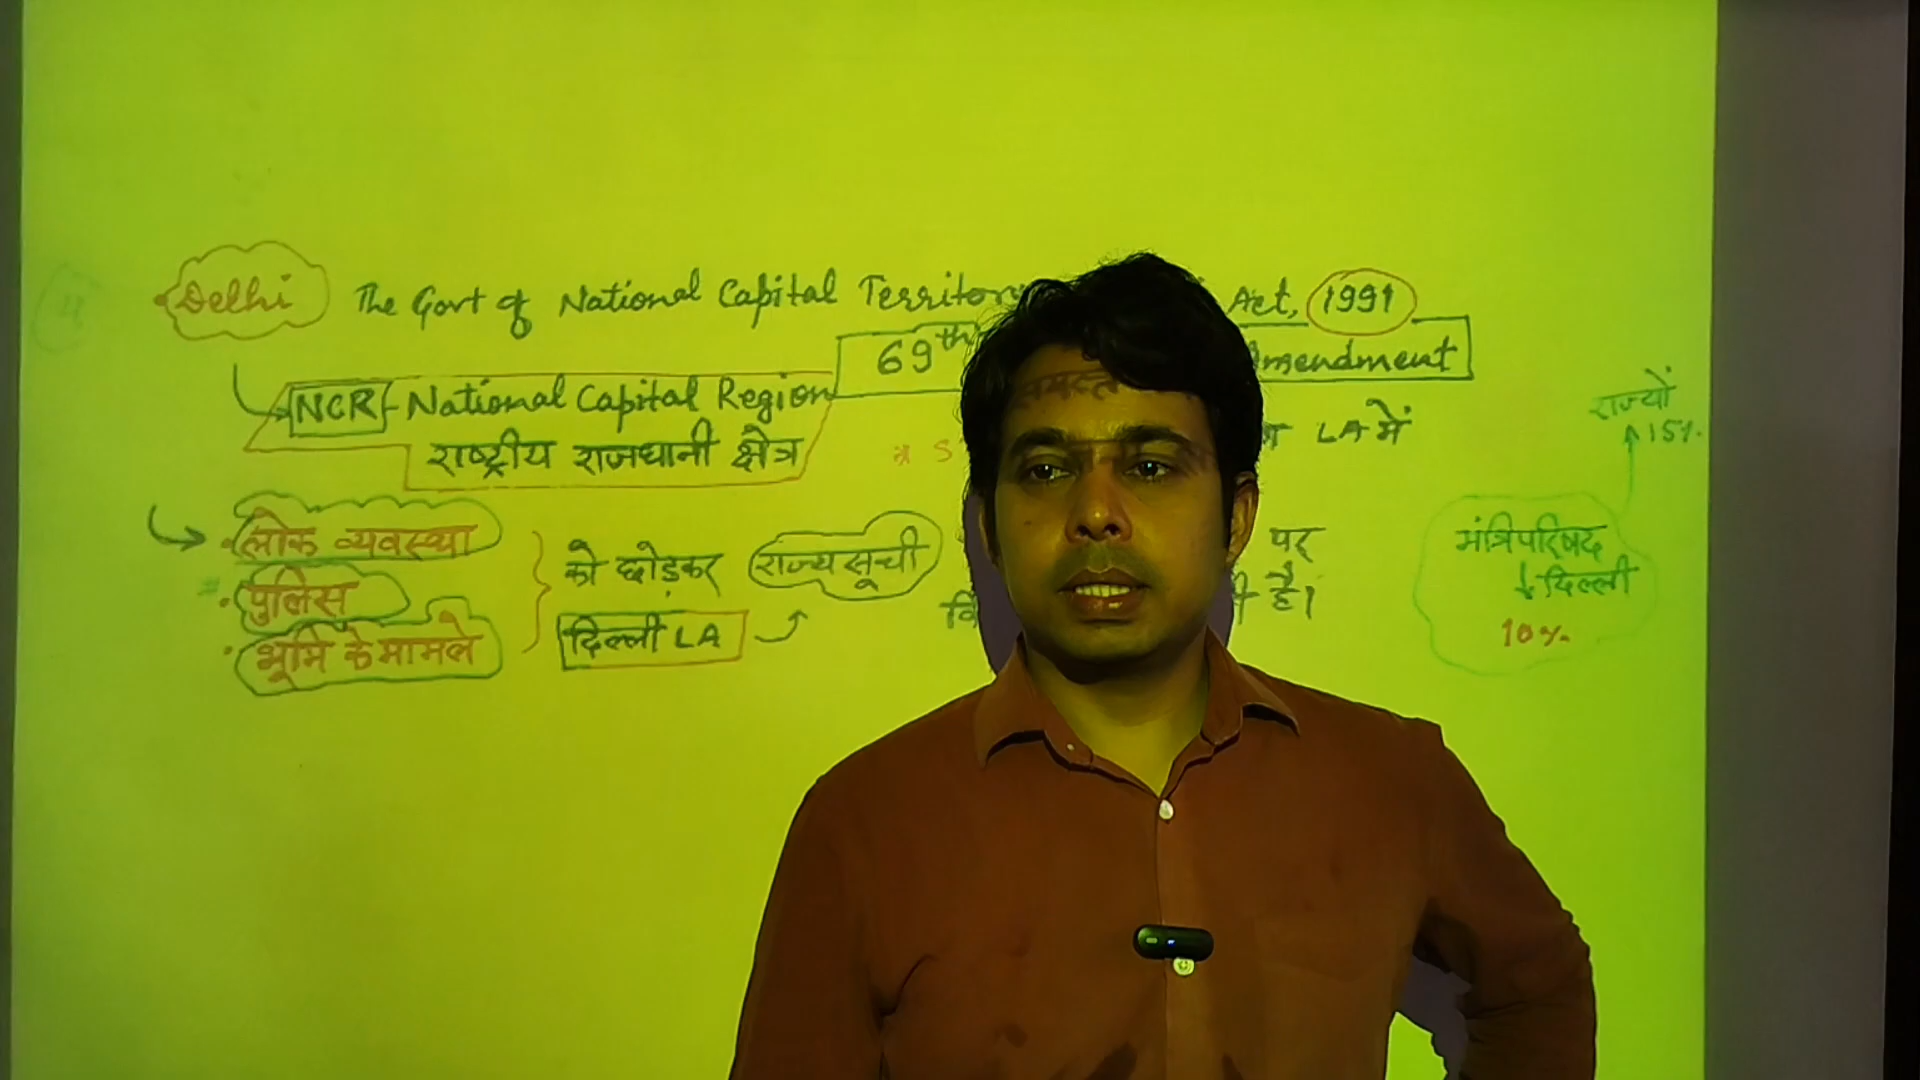 Delhi The Govt of National Capital Territory Act, 1991
69th Amendment
NCR - National Capital Region
राष्ट्रीय राजधानी क्षेत्र
LA में
राज्यों
15%
• लोक व्यवस्था
• पुलिस
• भूमि के मामले
को छोड़कर राज्य सूची
दिल्ली LA
पर
है।
मंत्रिपरिषद
दिल्ली
10%